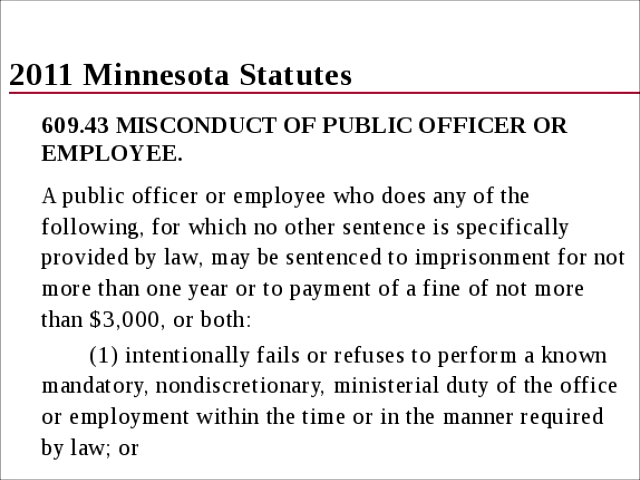 2011 Minnesota Statutes
609.43 MISCONDUCT OF PUBLIC OFFICER OR
EMPLOYEE.
A public officer or employee who does any of the
following, for which no other sentence is specifically
provided by law, may be sentenced to imprisonment for not
more than one year or to payment of a fine of not more
than $3,000, or both:
(1) intentionally fails or refuses to perform a known
mandatory, nondiscretionary, ministerial duty of the office
or employment within the time or in the manner required
by law; or